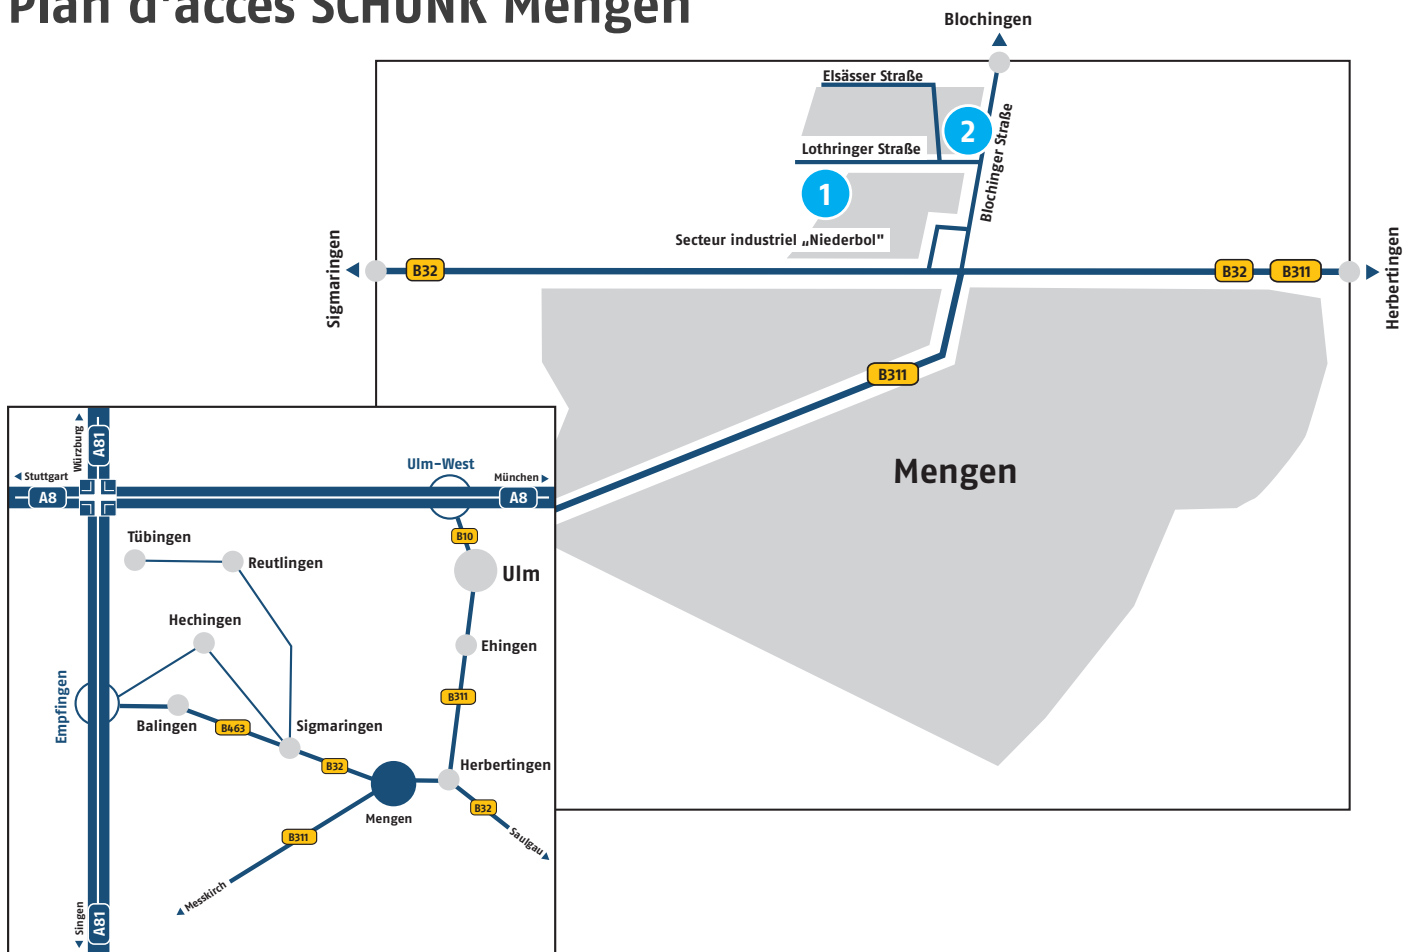 Plan d'accès SCHUNK Mengen
Blochingen
Elsässer Straße
2
Lothringer Straße
Blochinger Straße
1
Secteur industriel „Niederbol"
Sigmaringen
B32
B32
B311
Herbertingen
B311
Mengen
Würzburg
A81
Stuttgart
A8
Ulm-West
München
A8
B10
Tübingen
Reutlingen
Ulm
Hechingen
Ehingen
Empfingen
B311
Balingen
B463
Sigmaringen
B32
Herbertingen
Mengen
B32
B311
Saulgau
Messkirch
Singen
A81